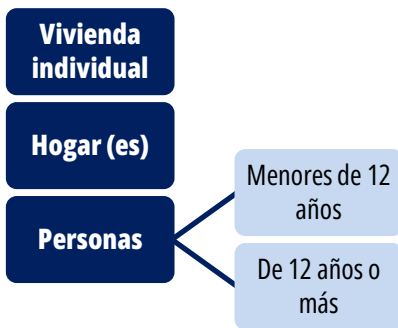 Vivienda
individual
Hogar (es)
Personas
Menores de 12
años
De 12 años o
más